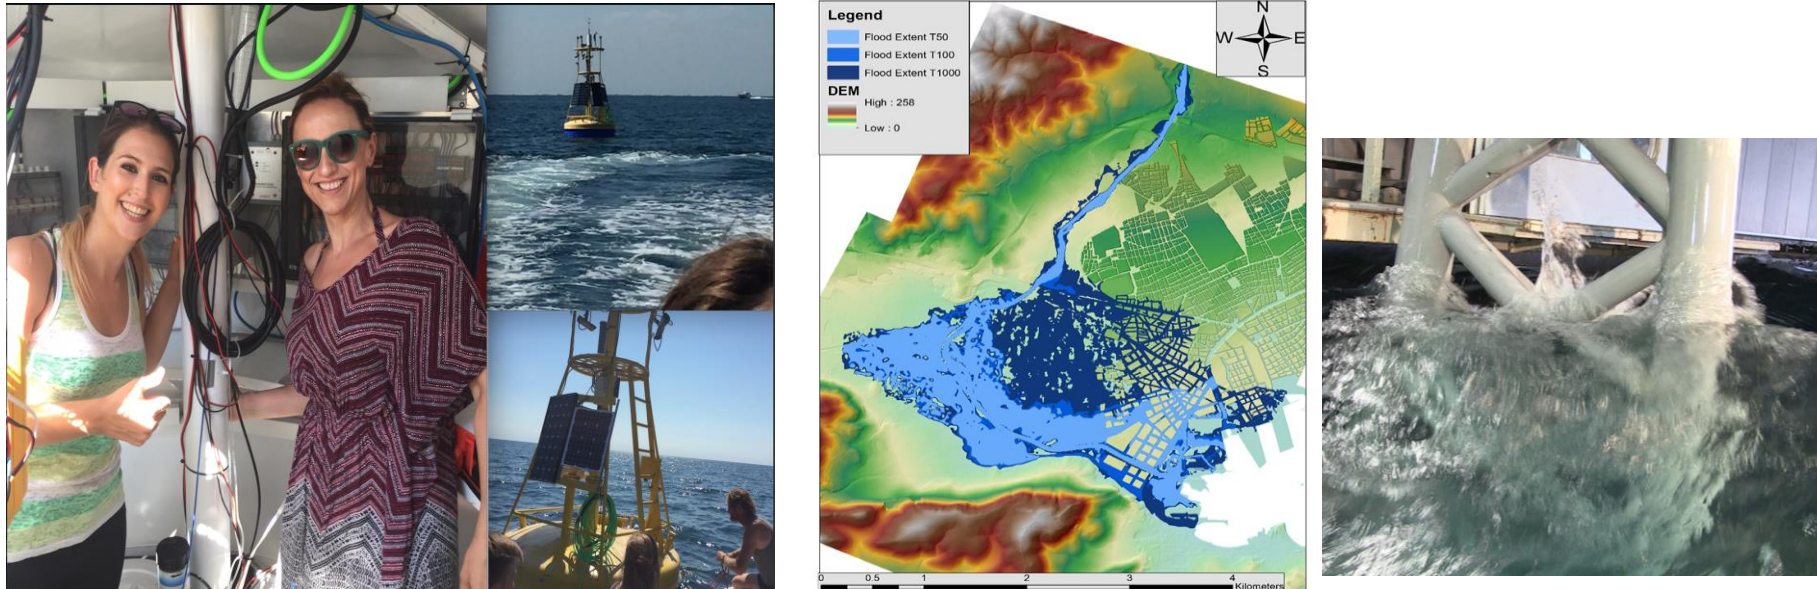 Legend
Flood Extent T50
Flood Extent T100
Flood Extent T1000
DEM
High : 258
Low : 0
N
W E
S
0 0.5 1 2 3 4
Kilometers